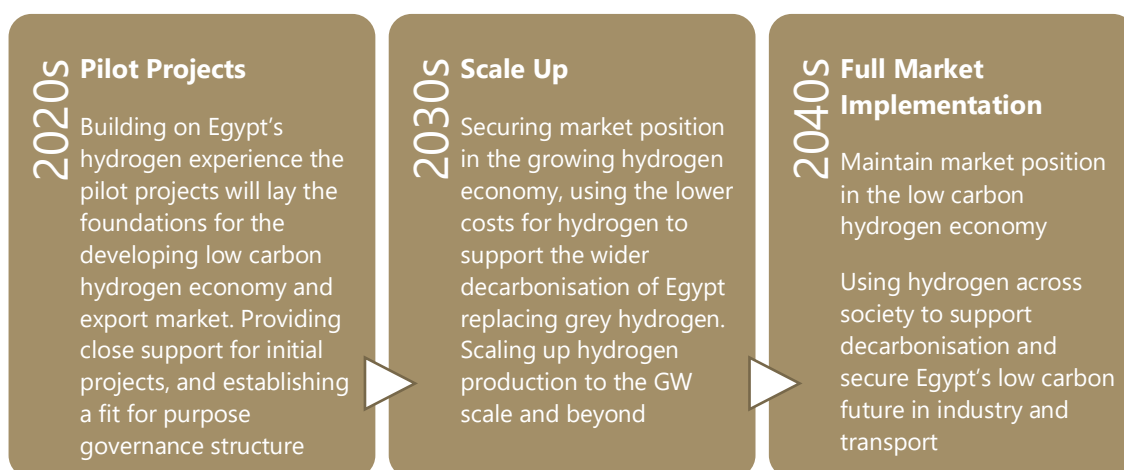 2020s
Pilot Projects
Building on Egypt’s
hydrogen experience the
pilot projects will lay the
foundations for the
developing low carbon
hydrogen economy and
export market. Providing
close support for initial
projects, and establishing
a fit for purpose
governance structure
2030s
Scale Up
Securing market position
in the growing hydrogen
economy, using the lower
costs for hydrogen to
support the wider
decarbonisation of Egypt
replacing grey hydrogen.
Scaling up hydrogen
production to the GW
scale and beyond
2040s
Full Market
Implementation
Maintain market position
in the low carbon
hydrogen economy
Using hydrogen across
society to support
decarbonisation and
secure Egypt’s low carbon
future in industry and
transport